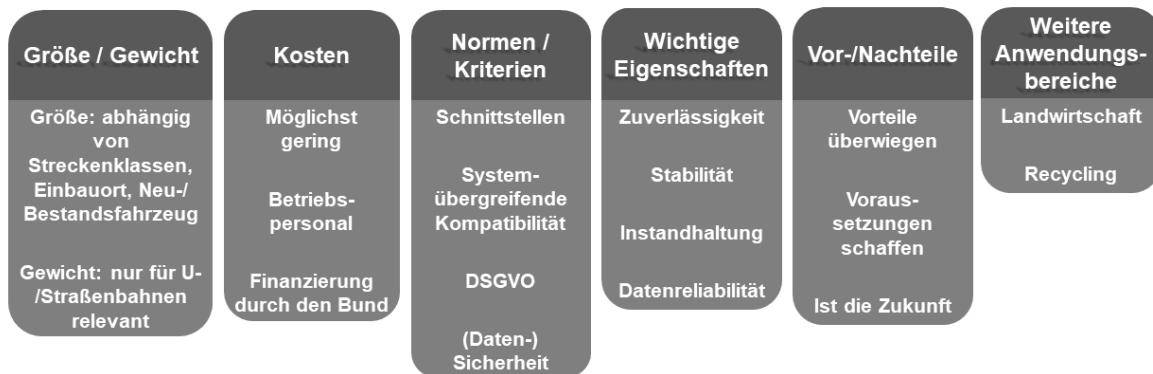 Größe / Gewicht
Größe: abhängig
von
Streckenklassen,
Einbauort, Neu-/
Bestandsfahrzeug
Gewicht: nur für U-
/Straßenbahnen
relevant
Kosten
Möglichst
gering
Betriebs-
personal
Finanzierung
durch den Bund
Normen /
Kriterien
Schnittstellen
System-
übergreifende
Kompatibilität
DSGVO
(Daten-)
Sicherheit
Wichtige
Eigenschaften
Zuverlässigkeit
Stabilität
Instandhaltung
Datenreliabilität
Vor-/Nachteile
Vorteile
überwiegen
Voraus-
setzungen
schaffen
Ist die Zukunft
Weitere
Anwendungs-
bereiche
Landwirtschaft
Recycling